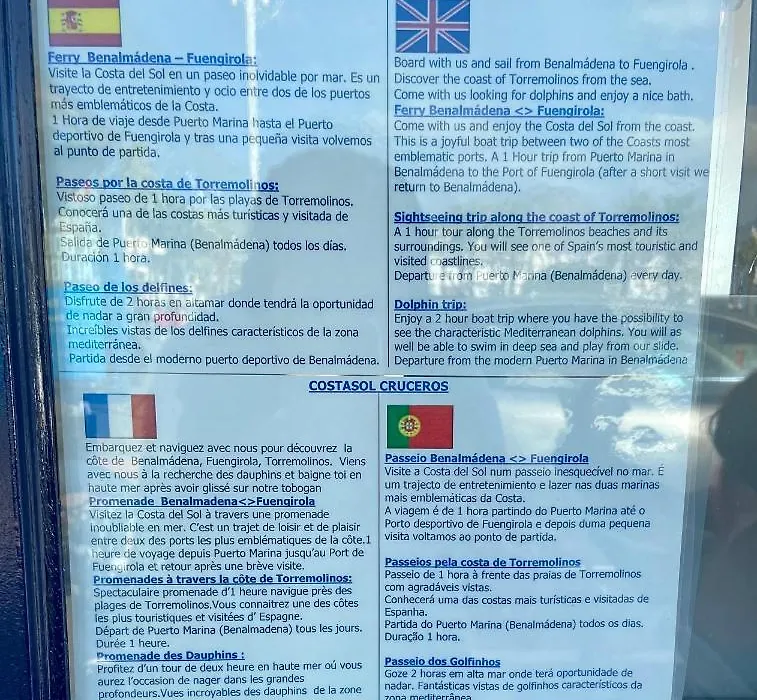 Ferry Benalmádena – Fuengirola:
Visite la Costa del Sol en un paseo inolvidable por mar. Es un
trayecto de entretenimiento y ocio entre dos de los puertos
más emblemáticos de la Costa.
1 Hora de viaje desde Puerto Marina hasta el Puerto
deportivo de Fuengirola y tras una pequeña visita volvemos
al punto de partida.
Paseos por la costa de Torremolinos:
Vistoso paseo de 1 hora por las playas de Torremolinos.
Conocerá una de las costas más turísticas y visitada de
España.
Salida de Puerto Marina (Benalmádena) todos los días.
Duración 1 hora.
Paseo de los delfines:
Disfrute de 2 horas en altamar donde tendrá la oportunidad
de nadar a gran profundidad.
Increíbles vistas de los delfines característicos de la zona
mediterránea.
Partida desde el moderno puerto deportivo de Benalmádena.
Board with us and sail from Benalmádena to Fuengirola .
Discover the coast of Torremolinos from the sea.
Come with us looking for dolphins and enjoy a nice bath.
Ferry Benalmádena <> Fuengirola:
Come with us and enjoy the Costa del Sol from the coast.
This is a joyful boat trip between two of the Coasts most
emblematic ports. A 1 Hour trip from Puerto Marina in
Benalmádena to the Port of Fuengirola (after a short visit we
return to Benalmádena).
Sightseeing trip along the coast of Torremolinos:
A 1 hour tour along the Torremolinos beaches and its
surroundings. You will see one of Spain's most touristic and
visited coastlines.
Departure from Puerto Marina (Benalmádena) every day.
Dolphin trip:
Enjoy a 2 hour boat trip where you have the possibility to
see the characteristic Mediterranean dolphins. You will as
well be able to swim in deep sea and play from our slide.
Departure from the modern Puerto Marina in Benalmádena
COSTASOL CRUCEROS
Embarquez et naviguez avec nous pour découvrez la
côte de Benalmádena, Fuengirola, Torremolinos. Viens
avec nous à la recherche des dauphins et baigne toi en
haute mer après avoir glissé sur notre tobogan
Promenade Benalmadena<>Fuengirola
Visitez la Costa del Sol à travers une promenade
inoubliable en mer. C'est un trajet de loisir et de plaisir
entre deux des ports les plus emblématiques de la côte.1
heure de voyage depuis Puerto Marina jusqu'au Port de
Fuengirola et retour après une brève visite.
Promenades à travers la côte de Torremolinos:
Spectaculaire promenade d'1 heure navigue près des
plages de Torremolinos.Vous connaitrez une des côtes
les plus touristiques et visitées d' Espagne.
Départ de Puerto Marina (Benalmadena) tous les jours.
Durée 1 heure.
Promenade des Dauphins :
Profitez d'un tour de deux heure en haute mer oú vous
aurez l'occasion de nager dans les grandes
profondeurs.Vues incroyables des dauphins de la zone
Passeio Benalmádena <> Fuengirola
Visite a Costa del Sol num passeio inesquecível no mar. É
um trajecto de entretenimiento e lazer nas duas marinas
mais emblemáticas da Costa.
A viagem é de 1 hora partindo do Puerto Marina até o
Porto desportivo de Fuengirola e depois duma pequena
visita voltamos ao ponto de partida.
Passeios pela costa de Torremolinos
Passeio de 1 hora à frente das praias de Torremolinos
com agradáveis vistas.
Conhecerá uma das costas mais turísticas e visitadas de
Espanha.
Partida do Puerto Marina (Benalmádena) todos os dias.
Duração 1 hora.
Passeio dos Golfinhos
Goze 2 horas em alta mar onde terá oportunidade de
nadar. Fantásticas vistas de golfinhos característicos da
zona mediterrânea